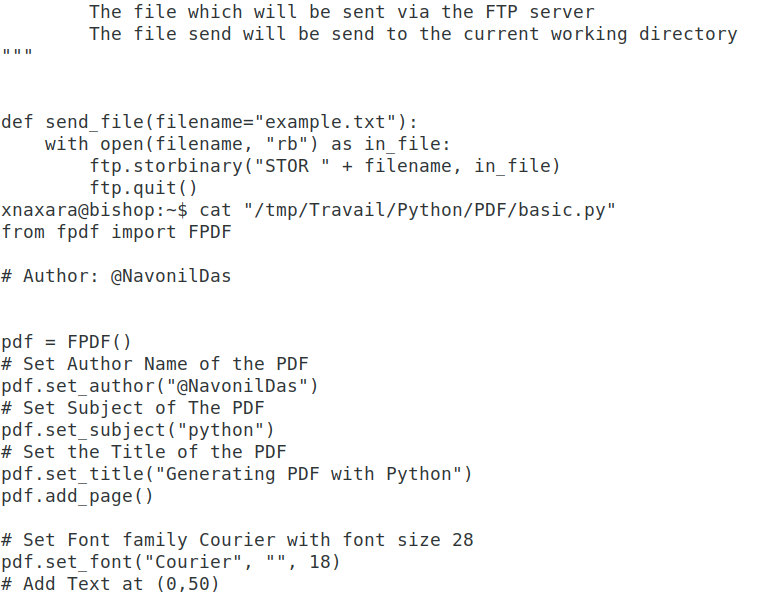 The file which will be sent via the FTP server
        The file send will be send to the current working directory
"""


def send_file(filename="example.txt"):
    with open(filename, "rb") as in_file:
        ftp.storbinary("STOR " + filename, in_file)
        ftp.quit()
xnaxara@bishop:~$ cat "/tmp/Travail/Python/PDF/basic.py"
from fpdf import FPDF

# Author: @NavonilDas


pdf = FPDF()
# Set Author Name of the PDF
pdf.set_author("@NavonilDas")
# Set Subject of The PDF
pdf.set_subject("python")
# Set the Title of the PDF
pdf.set_title("Generating PDF with Python")
pdf.add_page()

# Set Font family Courier with font size 28
pdf.set_font("Courier", "", 18)
# Add Text at (0,50)